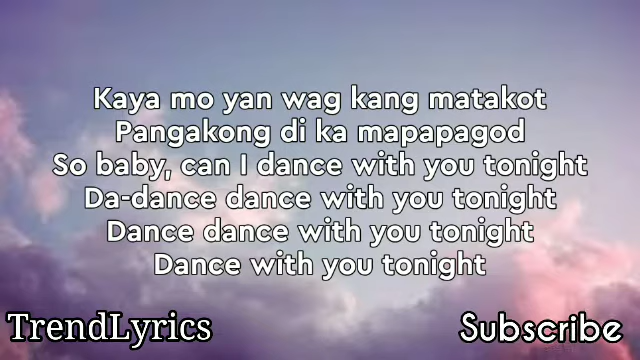 Kaya mo yan wag kang matakot
Pangakong di ka mapapagod
So baby, can I dance with you tonight
Da-dance dance with you tonight
Dance dance with you tonight
Dance with you tonight
TrendLyrics
Subscribe